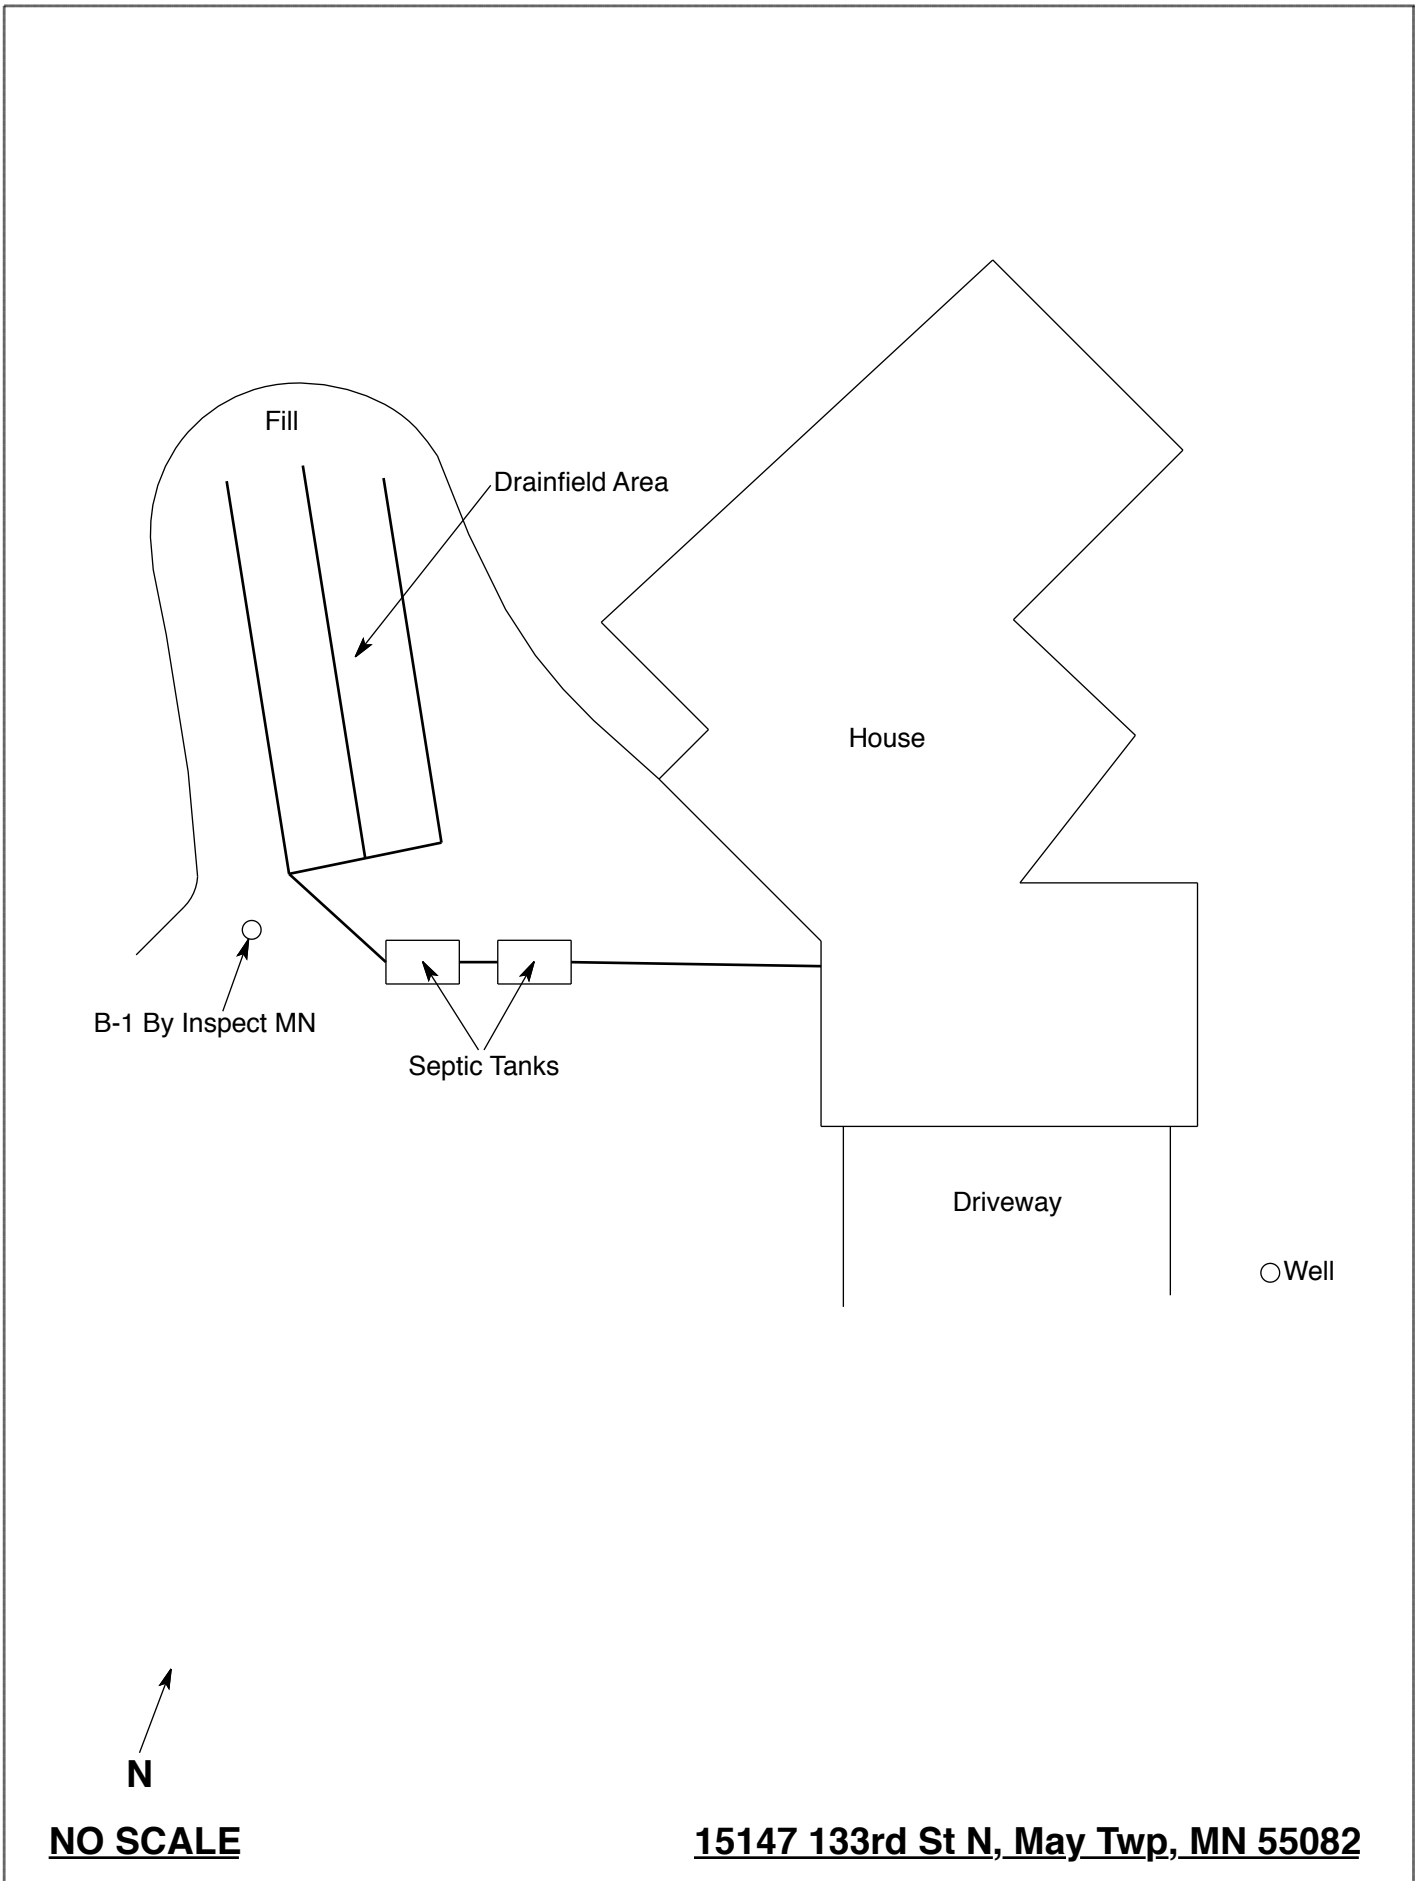 Fill
Drainfield Area
House
B-1 By Inspect MN
Septic Tanks
Driveway
Well
N
NO SCALE
15147 133rd St N, May Twp, MN 55082